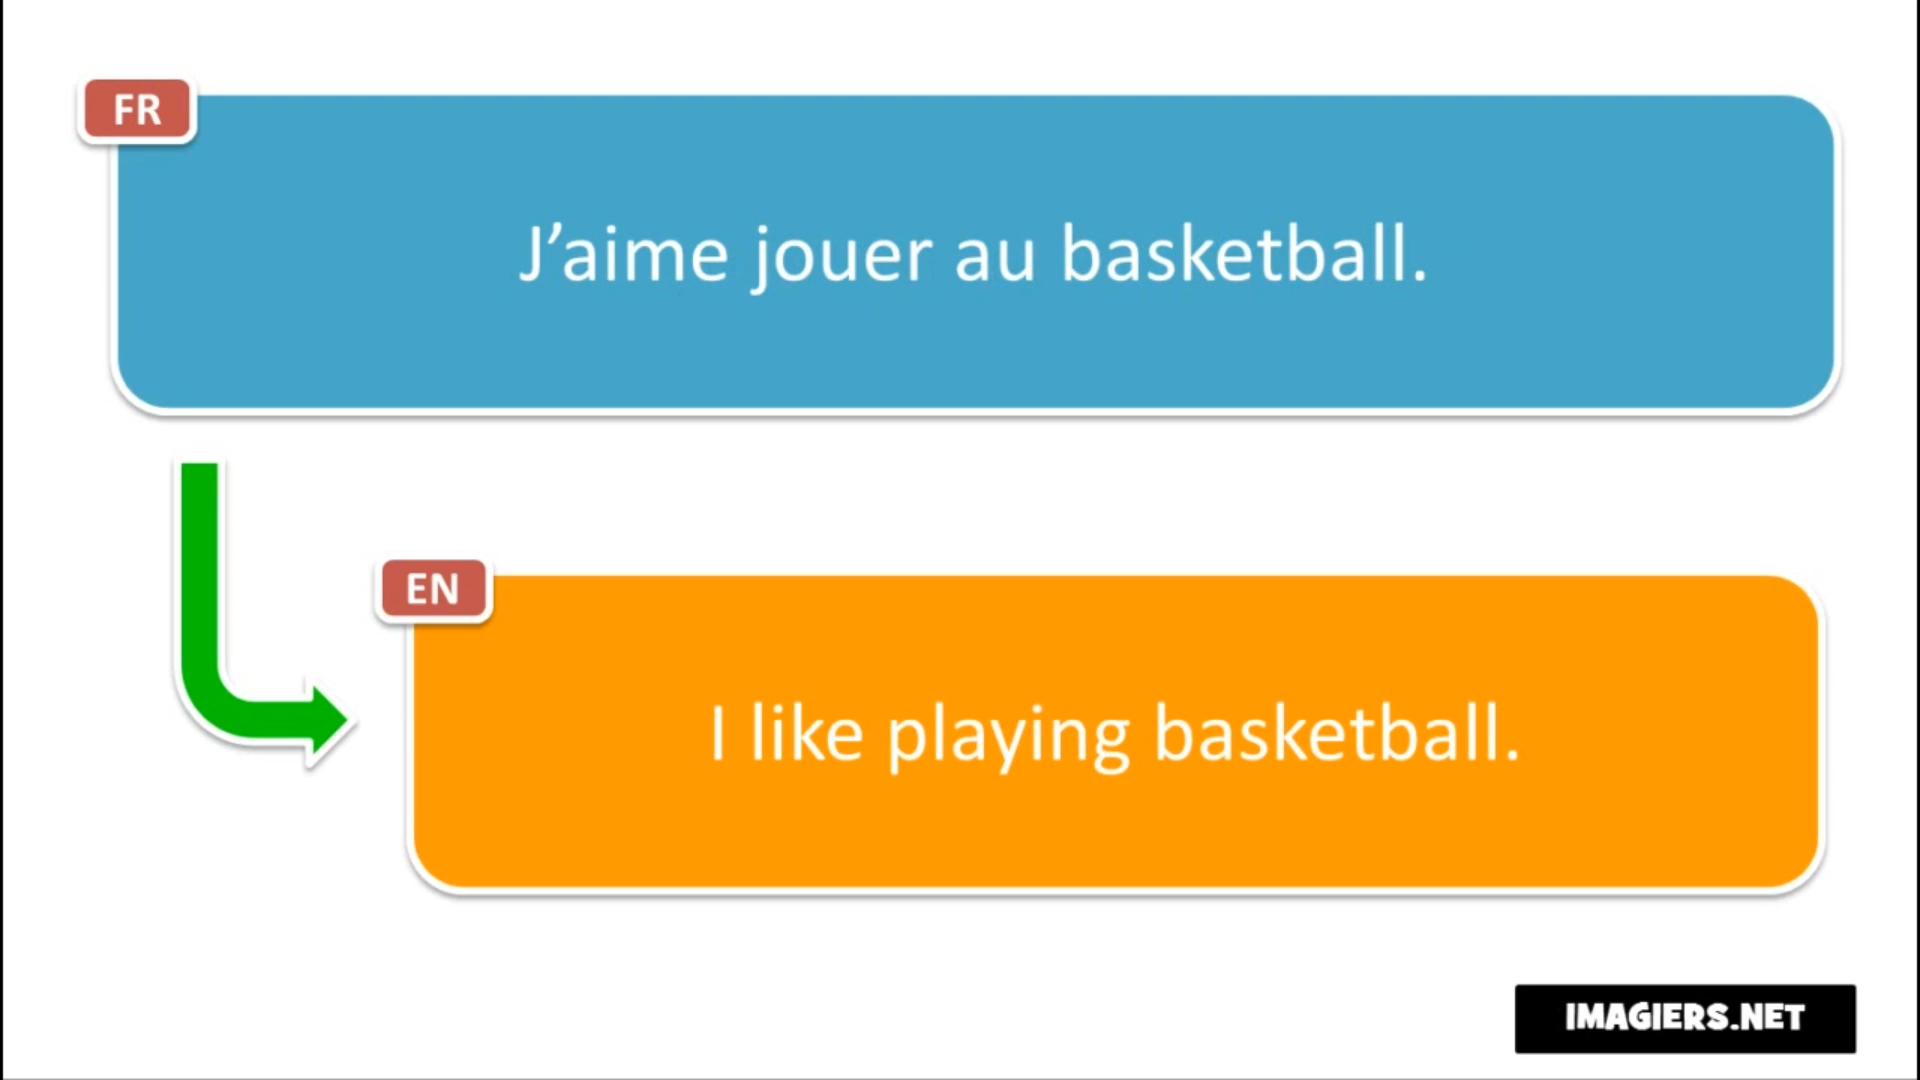 FR
J’aime jouer au basketball.
EN
I like playing basketball.
IMAGIERS.NET